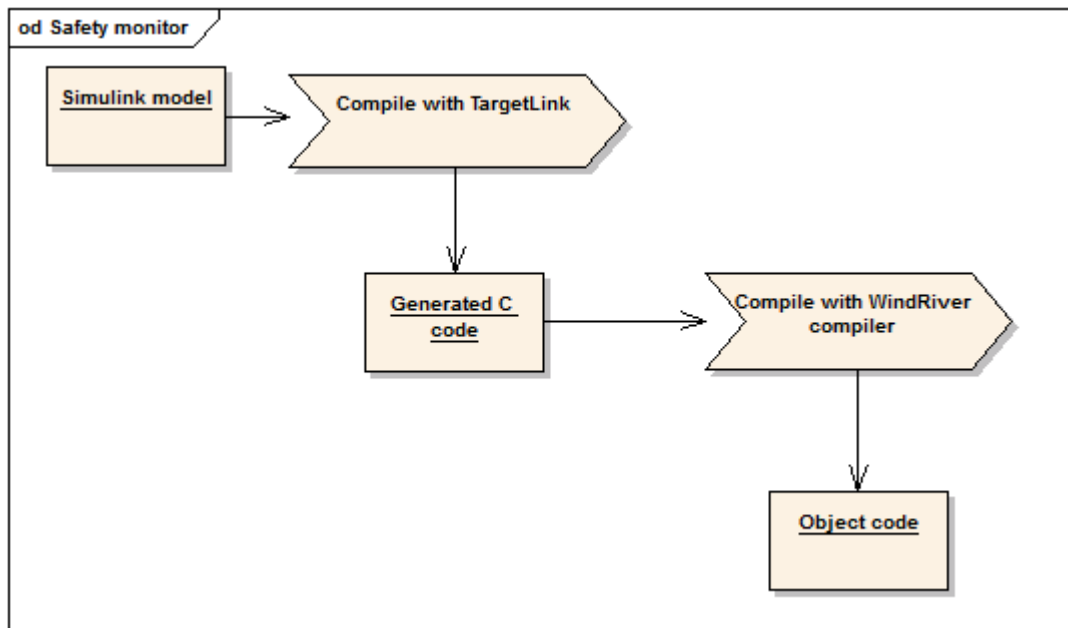 od Safety monitor
Simulink model
Compile with TargetLink
Generated C
code
Compile with WindRiver
compiler
Object code